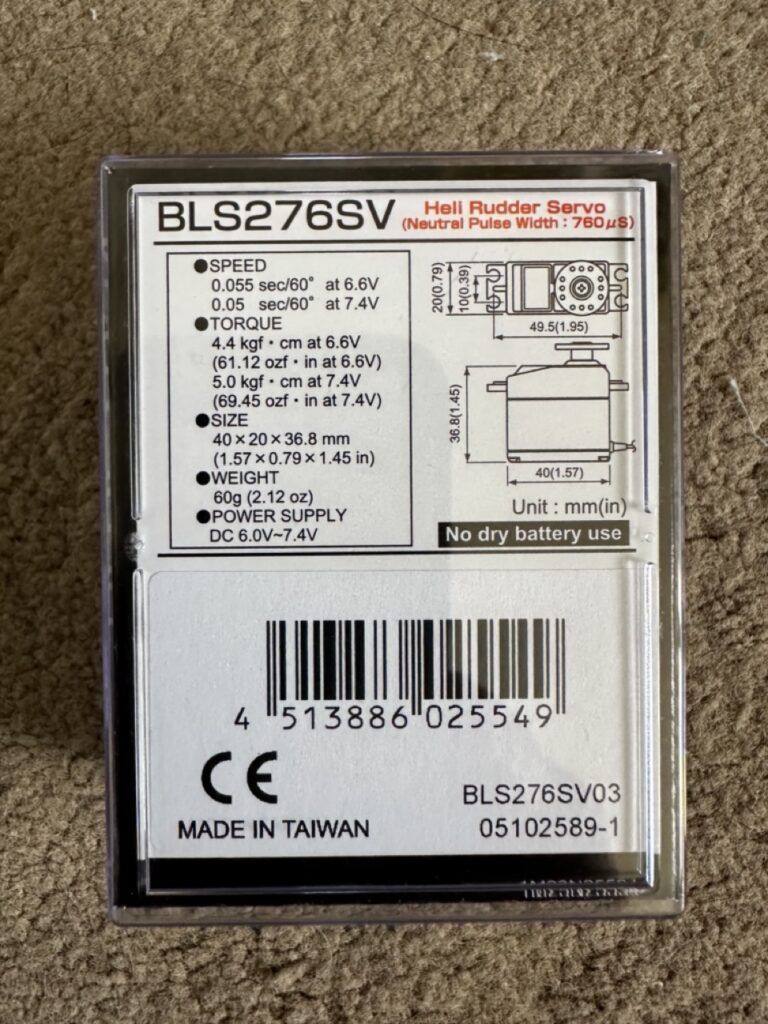 BLS276SV
Heli Rudder Servo
(Neutral Pulse Width : 760μS)
●SPEED
0.055 sec/60° at 6.6V
0.05 sec/60° at 7.4V
●TORQUE
4.4 kgf・cm at 6.6V
(61.12 ozf・in at 6.6V)
5.0 kgf・cm at 7.4V
(69.45 ozf・in at 7.4V)
●SIZE
40×20×36.8 mm
(1.57×0.79×1.45 in)
●WEIGHT
60g (2.12 oz)
●POWER SUPPLY
DC 6.0V~7.4V
20(0.79)
10(0.39)
49.5(1.95)
36.8(1.45)
40(1.57)
Unit : mm(in)
No dry battery use
4 513886 025549
CE
MADE IN TAIWAN
BLS276SV03
05102589-1